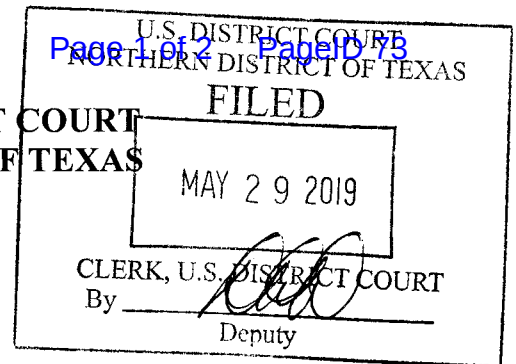 U.S. DISTRICT COURT
Page 1 of 2 PageID 73
NORTHERN DISTRICT OF TEXAS
FILED
COURT
F TEXAS
MAY 29 2019
CLERK, U.S. DISTRICT COURT
By
Deputy